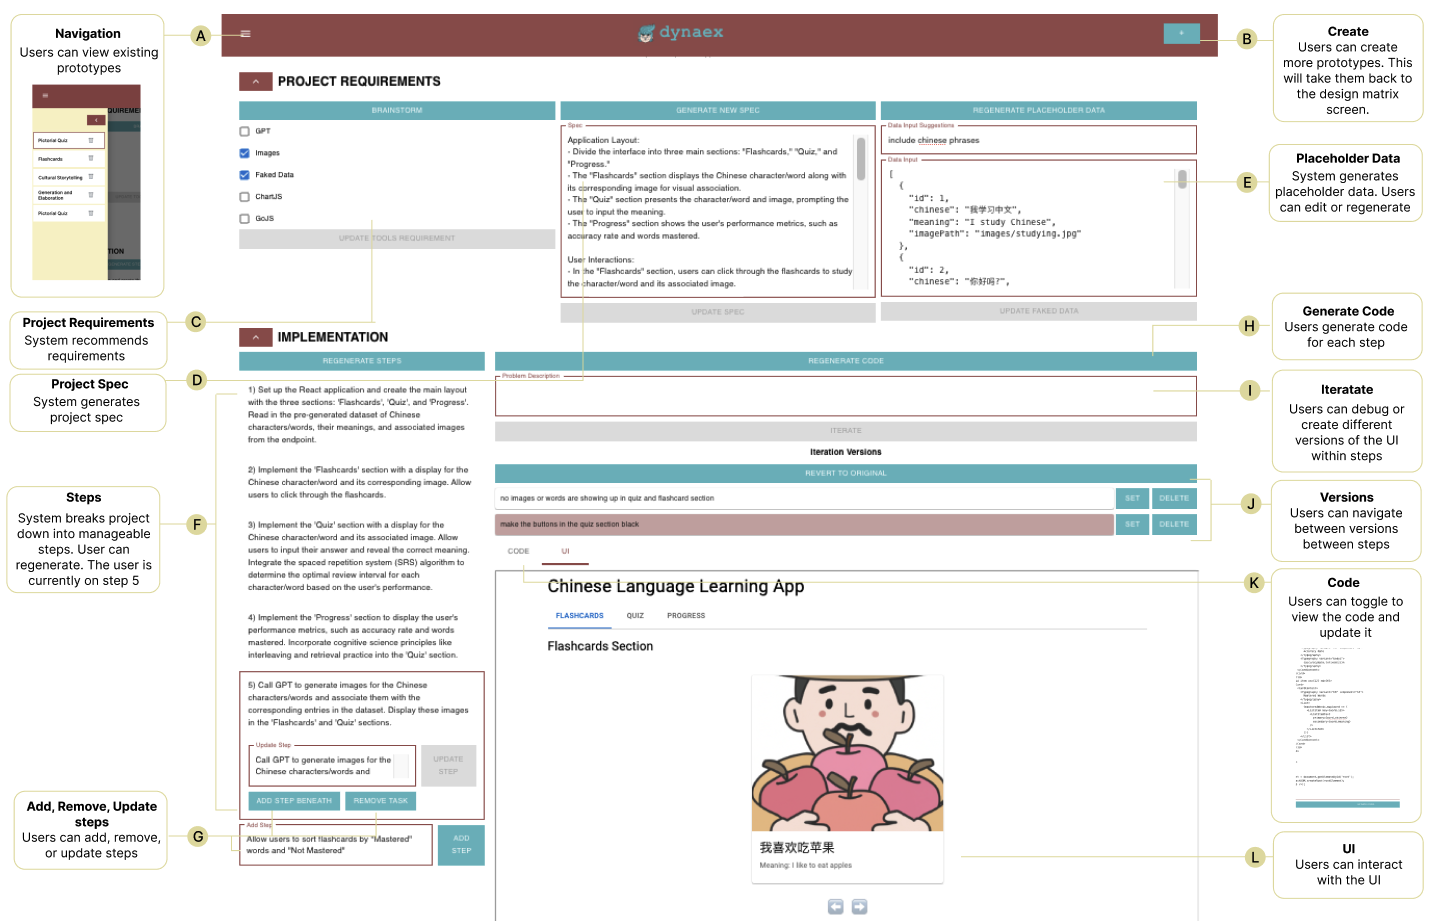 Navigation
Users can view existing
prototypes
A
dynaex
+
B
Create
Users can create
more prototypes. This
will take them back to
the design matrix
screen.
PROJECT REQUIREMENTS
BRAINSTORM
GPT
Images
Faked Data
ChartJS
GoJS
UPDATE TOOLS REQUIREMENT
GENERATE NEW SPEC
Spec
Application Layout:
- Divide the interface into three main sections: "Flashcards," "Quiz," and
"Progress."
- The "Flashcards" section displays the Chinese character/word along with
its corresponding image for visual association.
- The "Quiz" section presents the character/word and image, prompting the
user to input the meaning.
- The "Progress" section shows the user's performance metrics, such as
accuracy rate and words mastered.
User Interactions:
- In the "Flashcards" section, users can click through the flashcards to study
the character/word and its associated image.
UPDATE SPEC
REGENERATE PLACEHOLDER DATA
Data Input Suggestions
include chinese phrases
Data Input
[
{
"id": 1,
"chinese": "我学习中文",
"meaning": "I study Chinese",
"imagePath": "images/studying.jpg"
},
{
"id": 2,
"chinese": "你好吗?",
UPDATE FAKED DATA
E
Placeholder Data
System generates
placeholder data. Users
can edit or regenerate
Pictorial Quiz
Flashcards
Cultural Storytelling
Generation and
Elaboration
Pictorial Quiz
Project Requirements
System recommends
requirements
C
Project Spec
System generates
project spec
D
IMPLEMENTATION
REGENERATE STEPS
1) Set up the React application and create the main layout
with the three sections: 'Flashcards', 'Quiz', and 'Progress'.
Read in the pre-generated dataset of Chinese
characters/words, their meanings, and associated images
from the endpoint.
2) Implement the 'Flashcards' section with a display for the
Chinese character/word and its corresponding image. Allow
users to click through the flashcards.
3) Implement the 'Quiz' section with a display for the
Chinese character/word and its associated image. Allow
users to input their answer and reveal the correct meaning.
Integrate the spaced repetition system (SRS) algorithm to
determine the optimal review interval for each
character/word based on the user's performance.
4) Implement the 'Progress' section to display the user's
performance metrics, such as accuracy rate and words
mastered. Incorporate cognitive science principles like
interleaving and retrieval practice into the 'Quiz' section.
5) Call GPT to generate images for the Chinese
characters/words and associate them with the
corresponding entries in the dataset. Display these images
in the 'Flashcards' and 'Quiz' sections.
Update Step
Call GPT to generate images for the
Chinese characters/words and
UPDATE
STEP
ADD STEP BENEATH
REMOVE TASK
Add Step
Allow users to sort flashcards by "Mastered"
words and "Not Mastered"
ADD
STEP
F
Steps
System breaks project
down into manageable
steps. User can
regenerate. The user is
currently on step 5
G
Add, Remove, Update
steps
Users can add, remove,
or update steps
REGENERATE CODE
Problem Description
ITERATE
Iteration Versions
REVERT TO ORIGINAL
no images or words are showing up in quiz and flashcard section
SET
DELETE
make the buttons in the quiz section black
SET
DELETE
CODE
UI
Chinese Language Learning App
FLASHCARDS
QUIZ
PROGRESS
Flashcards Section
我喜欢吃苹果
Meaning: I like to eat apples
H
Generate Code
Users generate code
for each step
I
Iteratate
Users can debug or
create different
versions of the UI
within steps
J
Versions
Users can navigate
between versions
between steps
K
Code
Users can toggle to
view the code and
update it
L
UI
Users can interact
with the UI